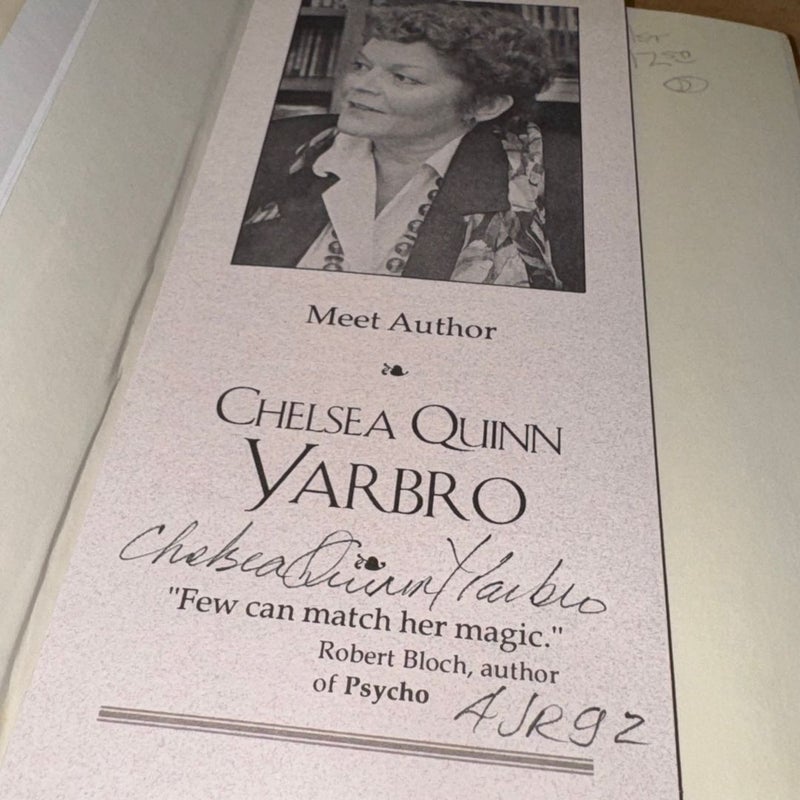 Meet Author
CHELSEA QUINN
YARBRO
Chelsea Quinn Yarbro
"Few can match her magic."
Robert Bloch, author
of Psycho
4JR92